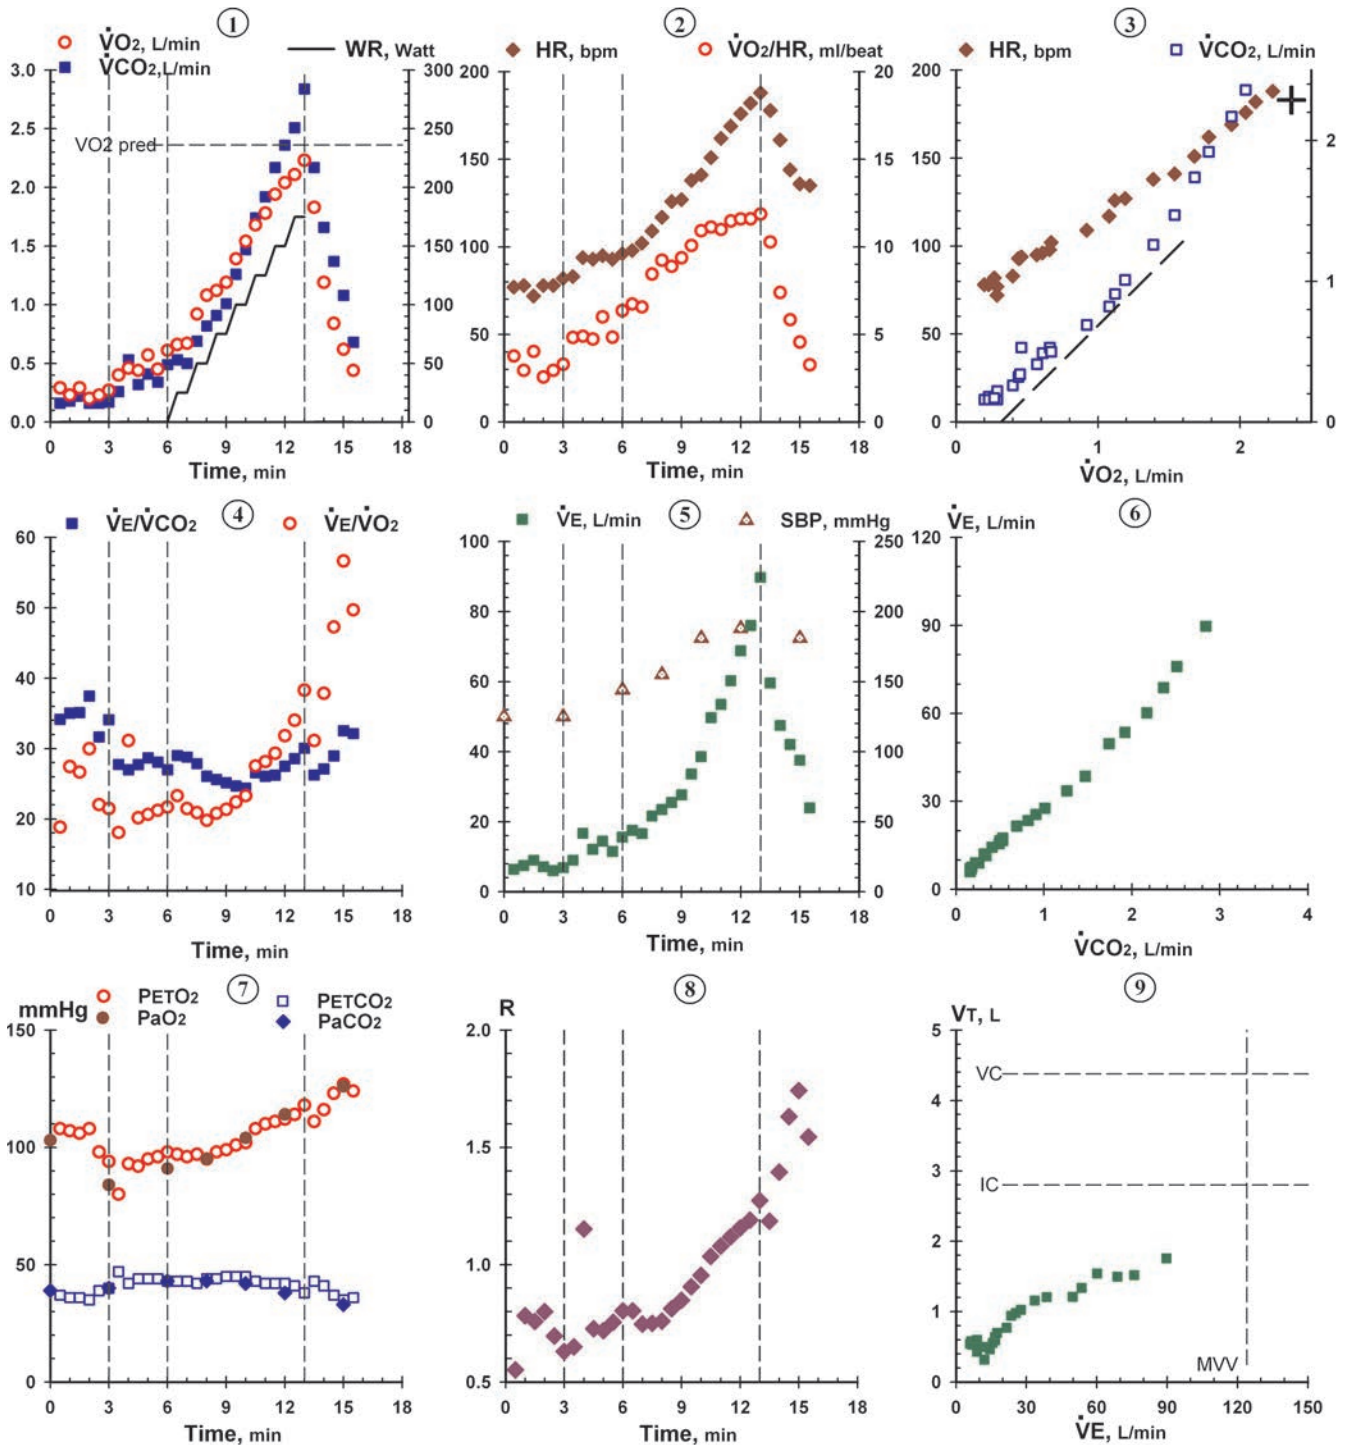 1
V̇O2, L/min
V̇CO2, L/min
WR, Watt
3.0
2.5
2.0
1.5
1.0
0.5
0.0
VO2 pred
300
250
200
150
100
50
0
0 3 6 9 12 15 18
Time, min
2
HR, bpm
V̇O2/HR, ml/beat
200
150
100
50
0
20
15
10
5
0
0 3 6 9 12 15 18
Time, min
3
HR, bpm
V̇CO2, L/min
200
150
100
50
0
2
1
0
0 1 2
V̇O2, L/min
4
V̇E/V̇CO2
V̇E/V̇O2
60
50
40
30
20
10
0 3 6 9 12 15 18
Time, min
5
V̇E, L/min
SBP, mmHg
100
80
60
40
20
0
250
200
150
100
50
0
0 3 6 9 12 15 18
Time, min
6
V̇E, L/min
120
90
60
30
0
0 1 2 3 4
V̇CO2, L/min
7
mmHg
PETO2
PaO2
PETCO2
PaCO2
150
100
50
0
0 3 6 9 12 15 18
Time, min
8
R
2.0
1.5
1.0
0.5
0 3 6 9 12 15 18
Time, min
9
VT, L
5
4
3
2
1
0
VC
IC
MVV
0 30 60 90 120 150
V̇E, L/min